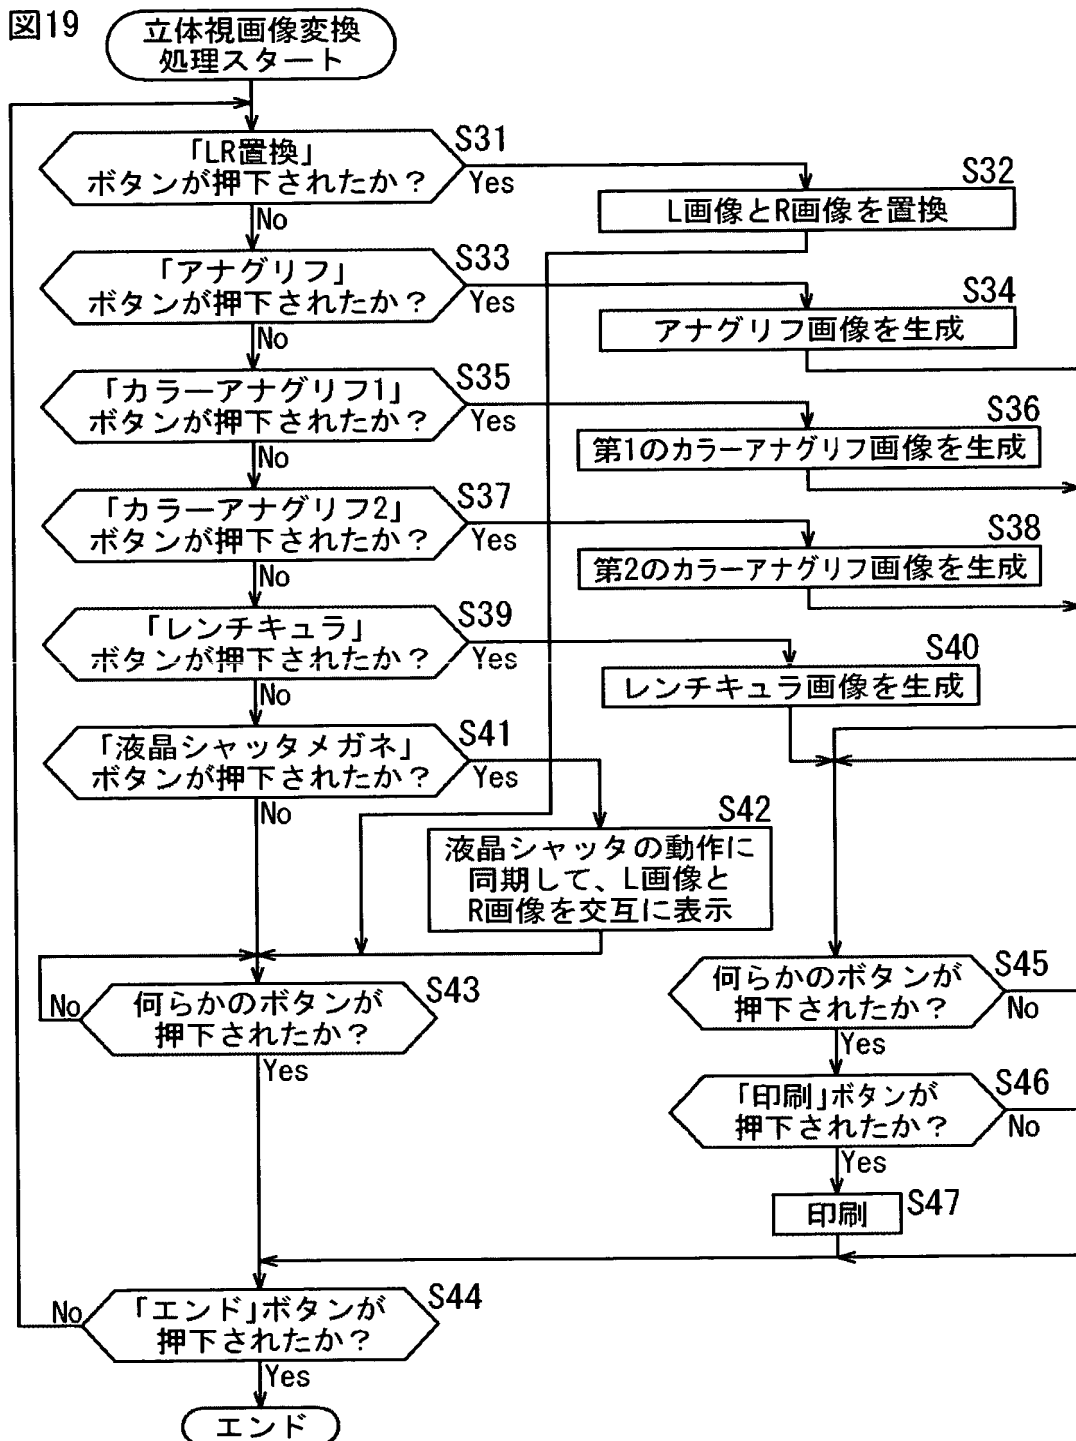 図19
立体視画像変換
処理スタート
「LR置換」
ボタンが押下されたか？
S31
Yes
No
S32
L画像とR画像を置換
「アナグリフ」
ボタンが押下されたか？
S33
Yes
No
S34
アナグリフ画像を生成
「カラーアナグリフ1」
ボタンが押下されたか？
S35
Yes
No
S36
第1のカラーアナグリフ画像を生成
「カラーアナグリフ2」
ボタンが押下されたか？
S37
Yes
No
S38
第2のカラーアナグリフ画像を生成
「レンチキュラ」
ボタンが押下されたか？
S39
Yes
No
S40
レンチキュラ画像を生成
「液晶シャッタメガネ」
ボタンが押下されたか？
S41
Yes
No
S42
液晶シャッタの動作に
同期して、L画像と
R画像を交互に表示
何らかのボタンが
押下されたか？
S43
No
Yes
何らかのボタンが
押下されたか？
S45
No
Yes
「印刷」ボタンが
押下されたか？
S46
No
Yes
印刷
S47
「エンド」ボタンが
押下されたか？
S44
No
Yes
エンド